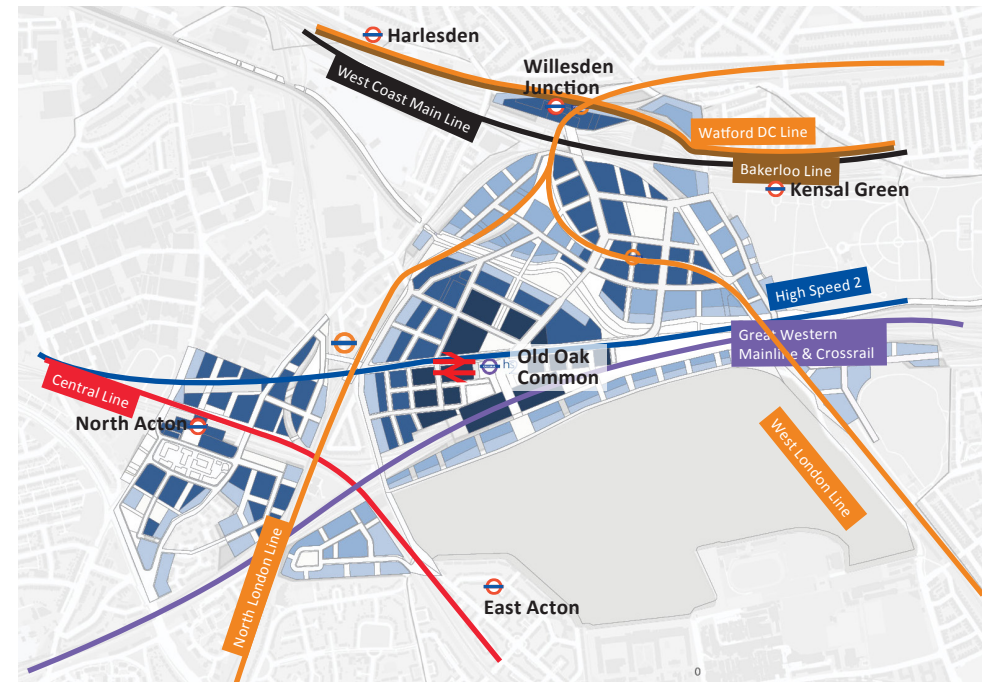 Harlesden
Willesden
Junction
West Coast Main Line
Watford DC Line
Bakerloo Line
Kensal Green
High Speed 2
Great Western
Mainline & Crossrail
Old Oak
Common
h
Central Line
North Acton
West London Line
North London Line
East Acton
0